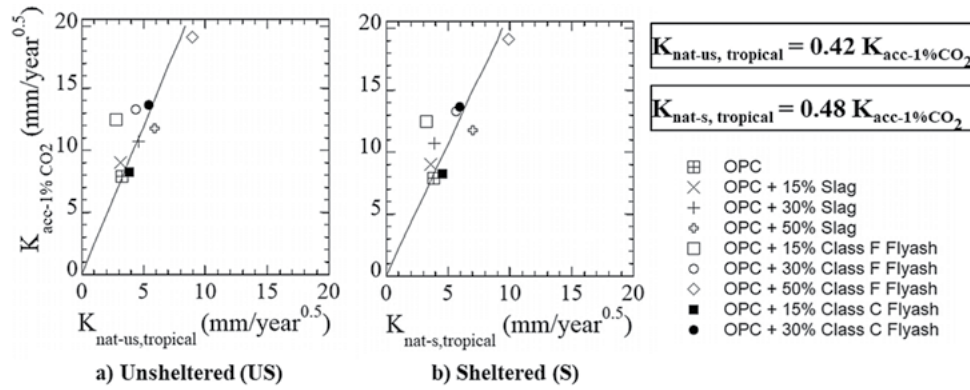 K acc-1% CO2 (mm/year^0.5)
20
15
10
5
0
0 5 10 15 20
K nat-us,tropical (mm/year^0.5)
a) Unsheltered (US)
20
15
10
5
0
0 5 10 15 20
K nat-s,tropical (mm/year^0.5)
b) Sheltered (S)
K nat-us, tropical = 0.42 K acc-1%CO2
K nat-s, tropical = 0.48 K acc-1%CO2
OPC
OPC + 15% Slag
OPC + 30% Slag
OPC + 50% Slag
OPC + 15% Class F Flyash
OPC + 30% Class F Flyash
OPC + 50% Class F Flyash
OPC + 15% Class C Flyash
OPC + 30% Class C Flyash